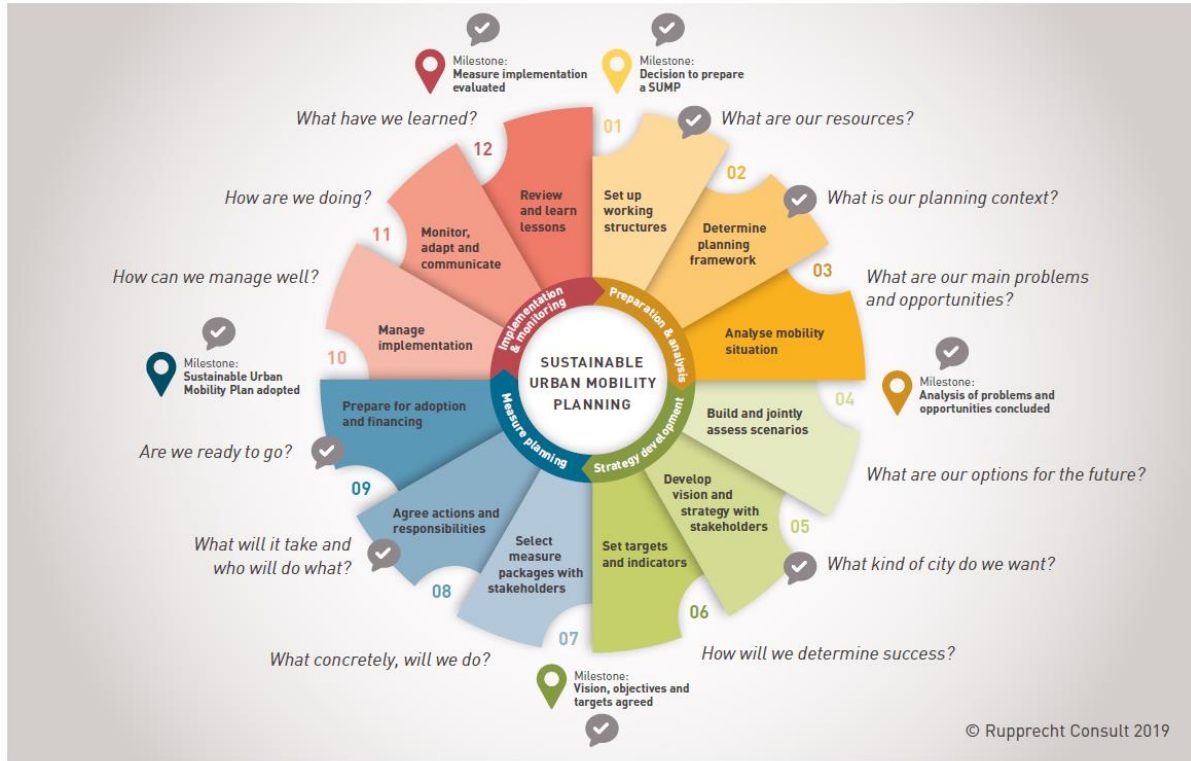 Milestone:
Measure implementation
evaluated
Milestone:
Decision to prepare
a SUMP
What have we learned?
What are our resources?
12
01
02
03
04
05
06
07
08
09
10
11
How are we doing?
What is our planning context?
How can we manage well?
What are our main problems
and opportunities?
Review
and learn
lessons
Set up
working
structures
Determine
planning
framework
Analyse mobility
situation
Build and jointly
assess scenarios
Develop
vision and
strategy with
stakeholders
Set targets
and indicators
Select
measure
packages with
stakeholders
Agree actions and
responsibilities
Prepare for adoption
and financing
Manage
implementation
Monitor,
adapt and
communicate
Implementation
& monitoring
Preparation & analysis
Strategy development
Measure planning
SUSTAINABLE
URBAN MOBILITY
PLANNING
Milestone:
Sustainable Urban
Mobility Plan adopted
Milestone:
Analysis of problems and
opportunities concluded
Are we ready to go?
What are our options for the future?
What will it take and
who will do what?
What kind of city do we want?
What concretely, will we do?
How will we determine success?
Milestone:
Vision, objectives and
targets agreed
© Rupprecht Consult 2019